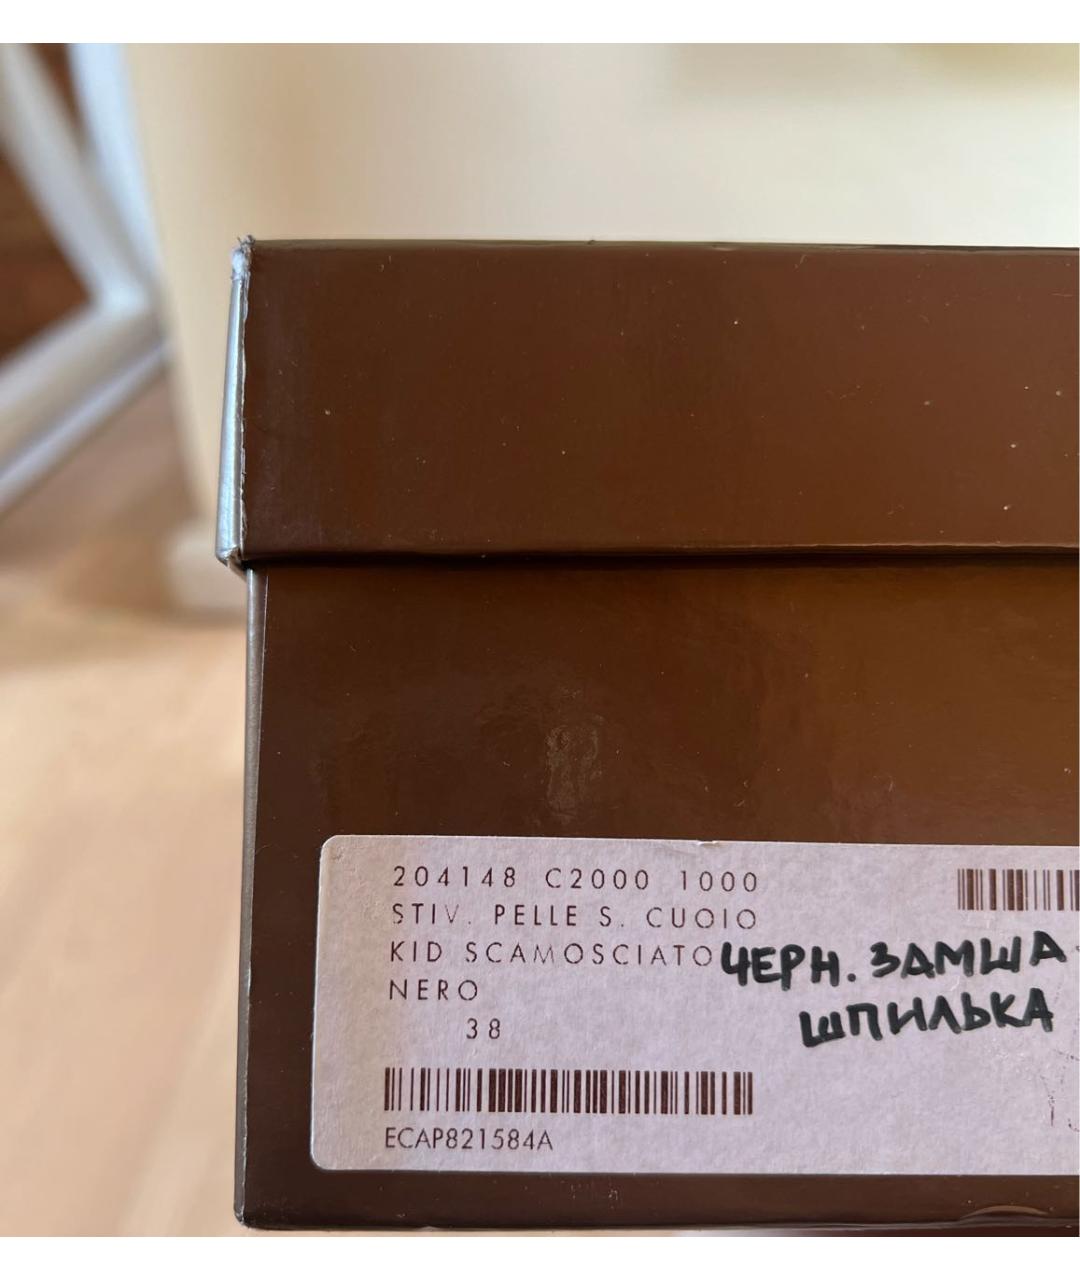 204148 C2000 1000
STIV. PELLE S. CUOIO
KID SCAMOSCIATO
NERO
38
ЧЕРН. ЗАМША
ШПИЛЬКА
ECAP821584A